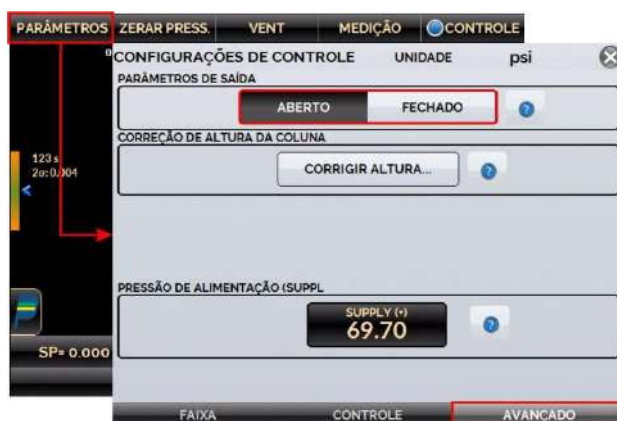 PARÂMETROS ZERAR PRESS. VENT MEDIÇÃO CONTROLE
CONFIGURAÇÕES DE CONTROLE UNIDADE psi
PARÂMETROS DE SAÍDA
ABERTO FECHADO ?
CORREÇÃO DE ALTURA DA COLUNA
CORRIGIR ALTURA... ?
123 s
2σ:0.004
PRESSÃO DE ALIMENTAÇÃO (SUPPL
SUPPLY (+)
69.70 ?
SP= 0.000
FAIXA CONTROLE AVANÇADO